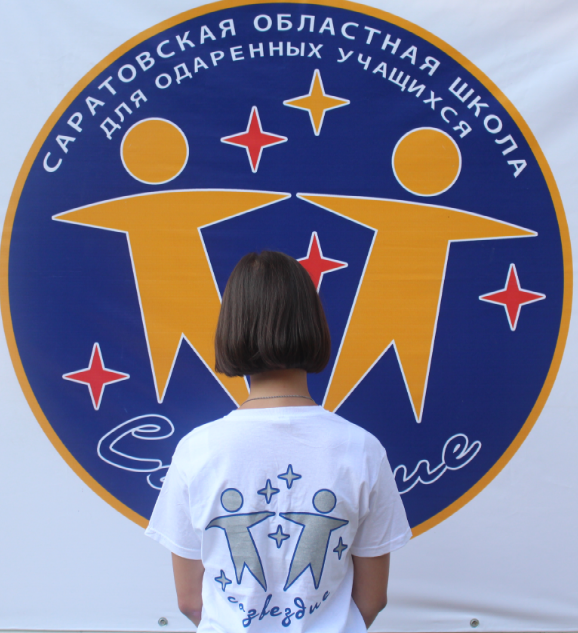 САРАТОВСКАЯ ОБЛАСТНАЯ ШКОЛА
ДЛЯ ОДАРЕННЫХ УЧАЩИХСЯ
созвездие